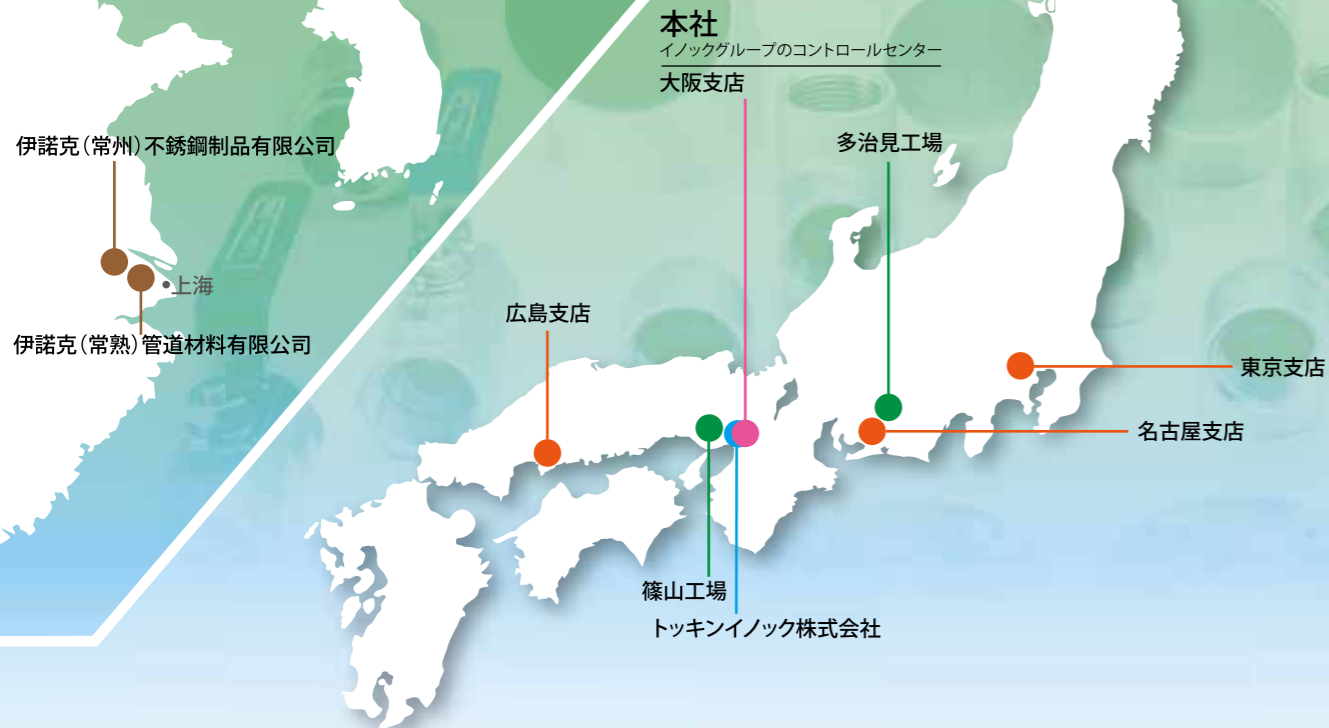 本社
イノックグループのコントロールセンター
大阪支店
多治見工場
伊諾克（常州）不銹鋼制品有限公司
上海
伊諾克（常熟）管道材料有限公司
広島支店
東京支店
名古屋支店
篠山工場
トッキンイノック株式会社